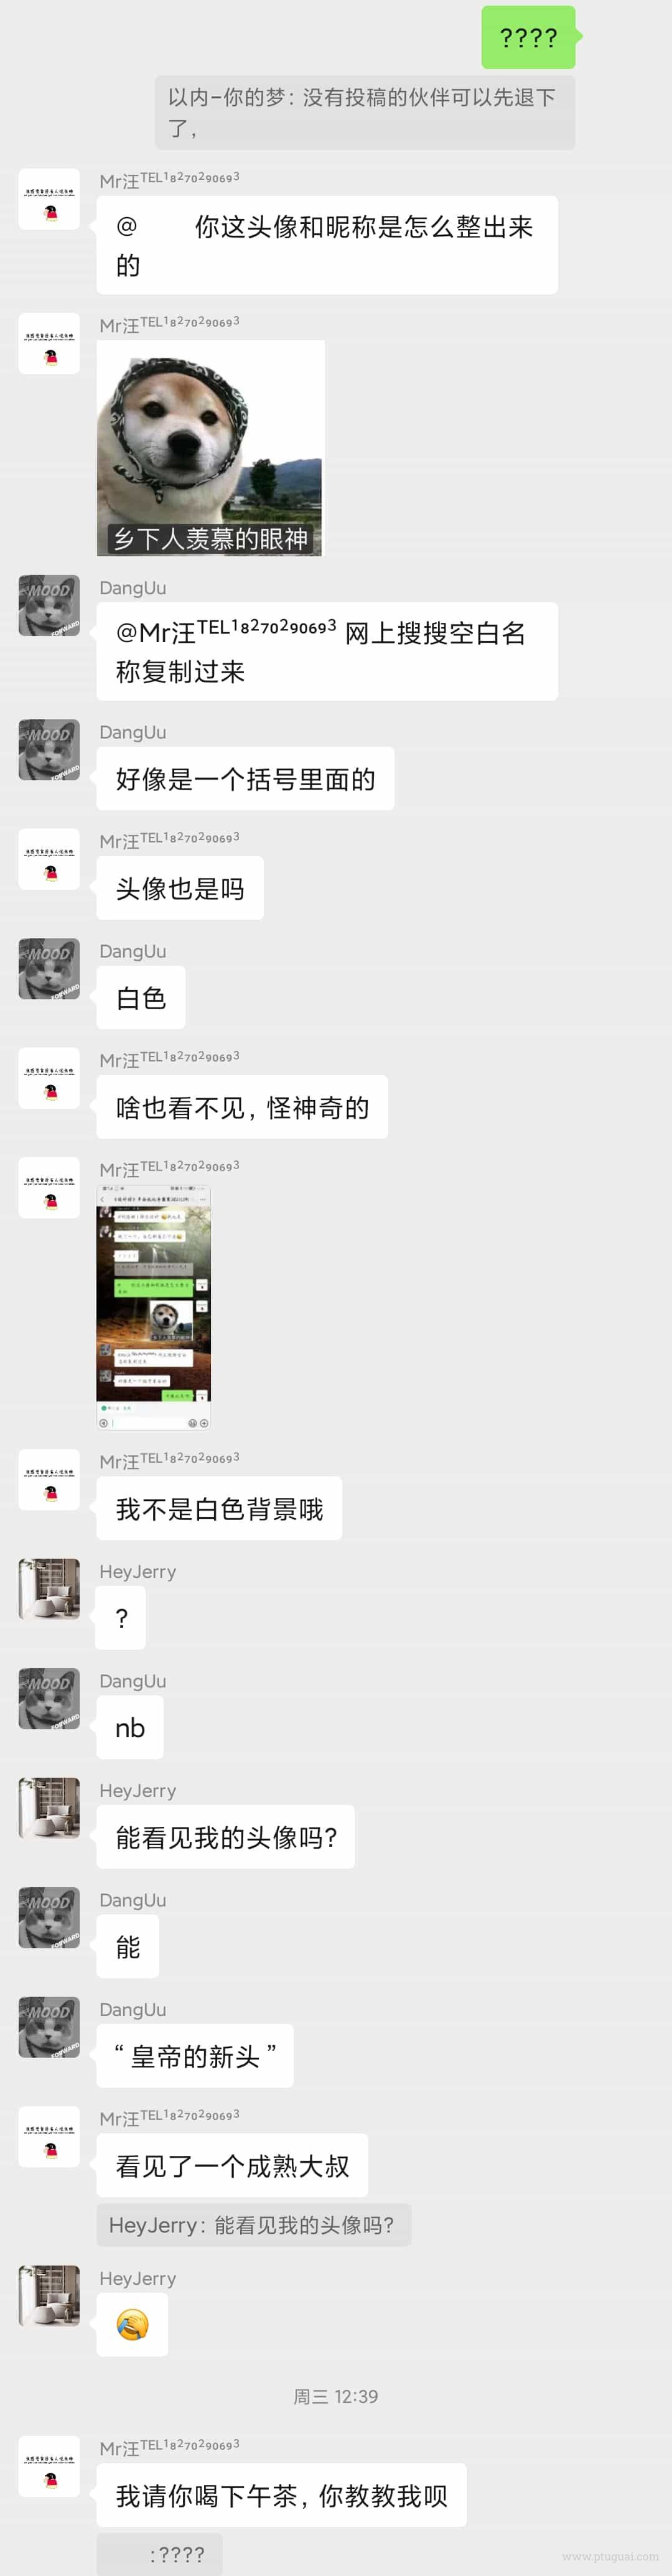 ????
以内-你的梦: 没有投稿的伙伴可以先退下
了,
Mr汪TEL¹₈²₇₀²₉₀₆₉³
@ 你这头像和昵称是怎么整出来
的
Mr汪TEL¹₈²₇₀²₉₀₆₉³
乡下人羡慕的眼神
MOOD
FORWARD
DangUu
@Mr汪TEL¹₈²₇₀²₉₀₆₉³ 网上搜搜空白名
称复制过来
MOOD
FORWARD
DangUu
好像是一个括号里面的
Mr汪TEL¹₈²₇₀²₉₀₆₉³
头像也是吗
MOOD
FORWARD
DangUu
白色
Mr汪TEL¹₈²₇₀²₉₀₆₉³
啥也看不见, 怪神奇的
Mr汪TEL¹₈²₇₀²₉₀₆₉³
Mr汪TEL¹₈²₇₀²₉₀₆₉³
我不是白色背景哦
HeyJerry
?
MOOD
FORWARD
DangUu
nb
HeyJerry
能看见我的头像吗?
MOOD
FORWARD
DangUu
能
MOOD
FORWARD
DangUu
“皇帝的新头”
Mr汪TEL¹₈²₇₀²₉₀₆₉³
看见了一个成熟大叔
HeyJerry: 能看见我的头像吗?
HeyJerry
周三 12:39
Mr汪TEL¹₈²₇₀²₉₀₆₉³
我请你喝下午茶, 你教教我呗
:????
www.ptuguai.com